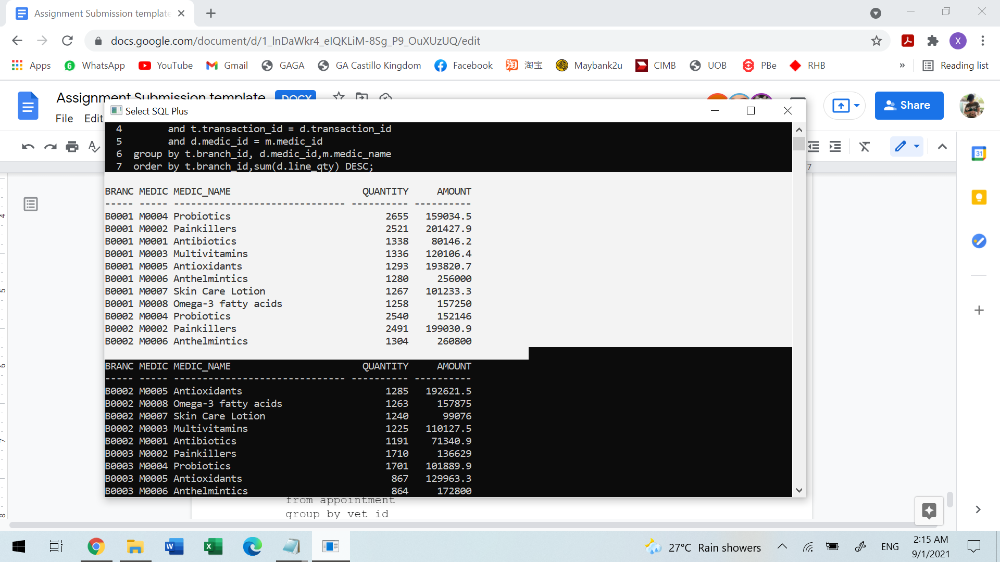 Assignment Submission template
docs.google.com/document/d/1_lnDaWkr4_eIQKLiM-8Sg_P9_OuXUzUQ/edit
X
Apps WhatsApp YouTube Gmail GAGA GA Castillo Kingdom Facebook 淘 淘宝 Maybank2u CIMB UOB PBe RHB » Reading list
Assignment Submission template DOCX
File Edit
Share
Select SQL Plus
4 and t.transaction_id = d.transaction_id
5 and d.medic_id = m.medic_id
6 group by t.branch_id, d.medic_id,m.medic_name
7 order by t.branch_id,sum(d.line_qty) DESC;
BRANC MEDIC MEDIC_NAME QUANTITY AMOUNT
----- ----- ------------------------------ ---------- ----------
B0001 M0004 Probiotics 2655 159034.5
B0001 M0002 Painkillers 2521 201427.9
B0001 M0001 Antibiotics 1338 80146.2
B0001 M0003 Multivitamins 1336 120106.4
B0001 M0005 Antioxidants 1293 193820.7
B0001 M0006 Anthelmintics 1280 256000
B0001 M0007 Skin Care Lotion 1267 101233.3
B0001 M0008 Omega-3 fatty acids 1258 157250
B0002 M0004 Probiotics 2540 152146
B0002 M0002 Painkillers 2491 199030.9
B0002 M0006 Anthelmintics 1304 260800
BRANC MEDIC MEDIC_NAME QUANTITY AMOUNT
----- ----- ------------------------------ ---------- ----------
B0002 M0005 Antioxidants 1285 192621.5
B0002 M0008 Omega-3 fatty acids 1263 157875
B0002 M0007 Skin Care Lotion 1240 99076
B0002 M0003 Multivitamins 1225 110127.5
B0002 M0001 Antibiotics 1191 71340.9
B0003 M0002 Painkillers 1710 136629
B0003 M0004 Probiotics 1701 101889.9
B0003 M0005 Antioxidants 867 129963.3
B0003 M0006 Anthelmintics 864 172800
from appointment
group by vet id
7
4
5
6
7
8
31
27°C Rain showers
ENG
2:15 AM
9/1/2021